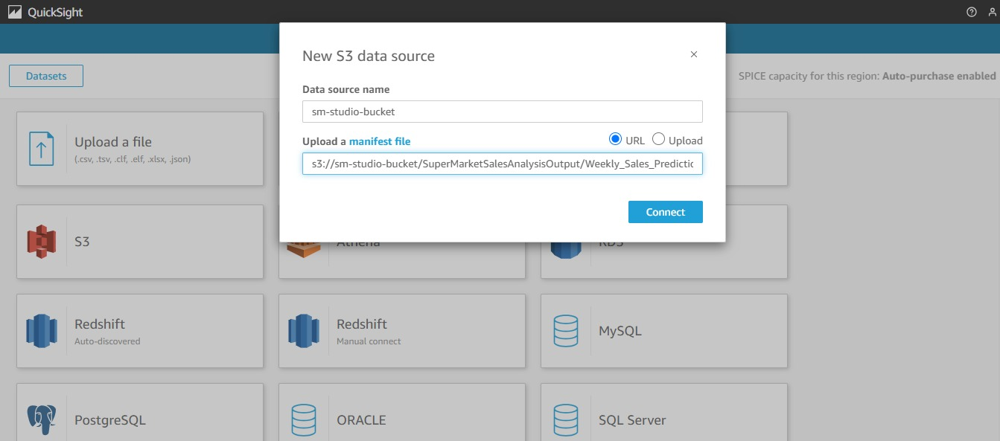 QuickSight
New S3 data source
Datasets
SPICE capacity for this region: Auto-purchase enabled
Data source name
sm-studio-bucket
Upload a manifest file
URL
Upload
s3://sm-studio-bucket/SuperMarketSalesAnalysisOutput/Weekly_Sales_Predictic
Connect
Upload a file
(.csv, .tsv, .clf, .elf, .xlsx, .json)
S3
Athena
RDS
Redshift
Auto-discovered
Redshift
Manual connect
MySQL
PostgreSQL
ORACLE
SQL Server